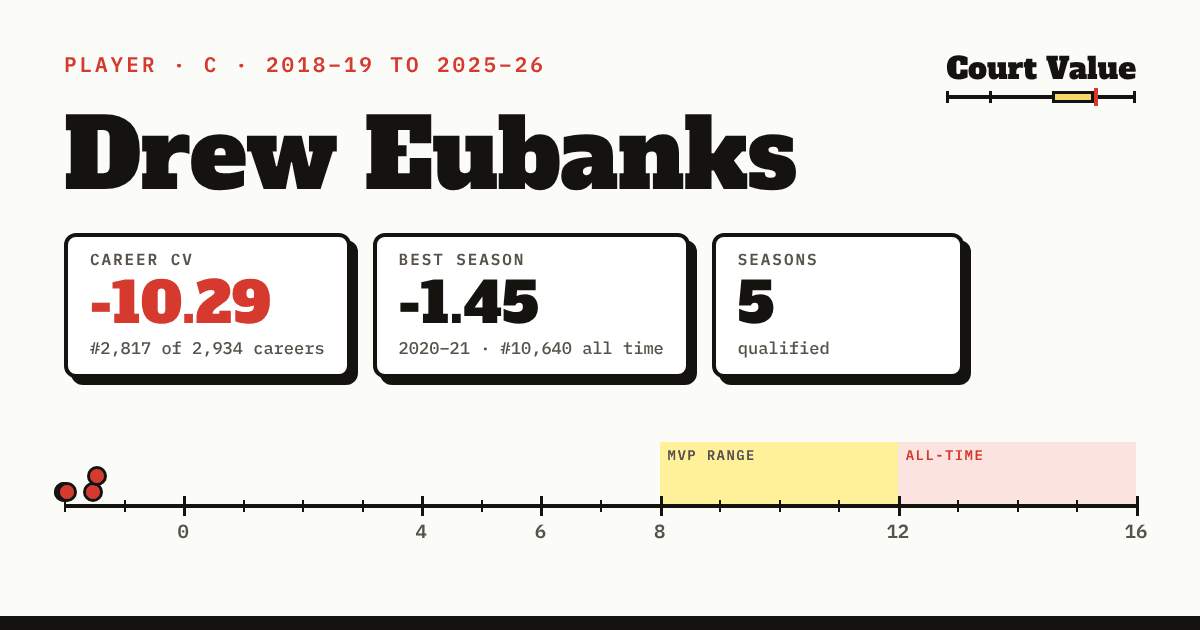 PLAYER · C · 2018–19 TO 2025–26
Court Value
Drew Eubanks
CAREER CV
-10.29
#2,817 of 2,934 careers
BEST SEASON
-1.45
2020–21 · #10,640 all time
SEASONS
5
qualified
MVP RANGE
ALL-TIME
0 4 6 8 12 16